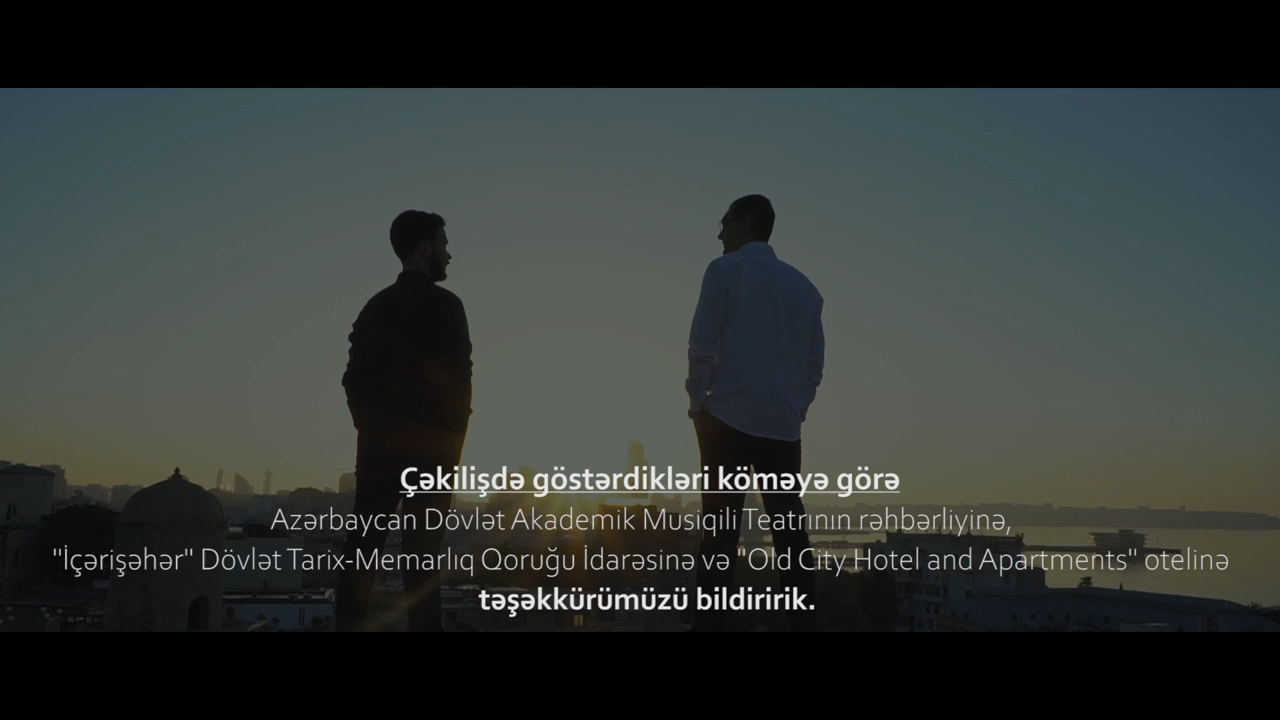 Çəkilişdə göstərdikləri köməyə görə
Azərbaycan Dövlət Akademik Musiqili Teatrının rəhbərliyinə,
"İçərişəhər" Dövlət Tarix-Memarlıq Qoruğu İdarəsinə və "Old City Hotel and Apartments" otelinə
təşəkkürümüzü bildiririk.